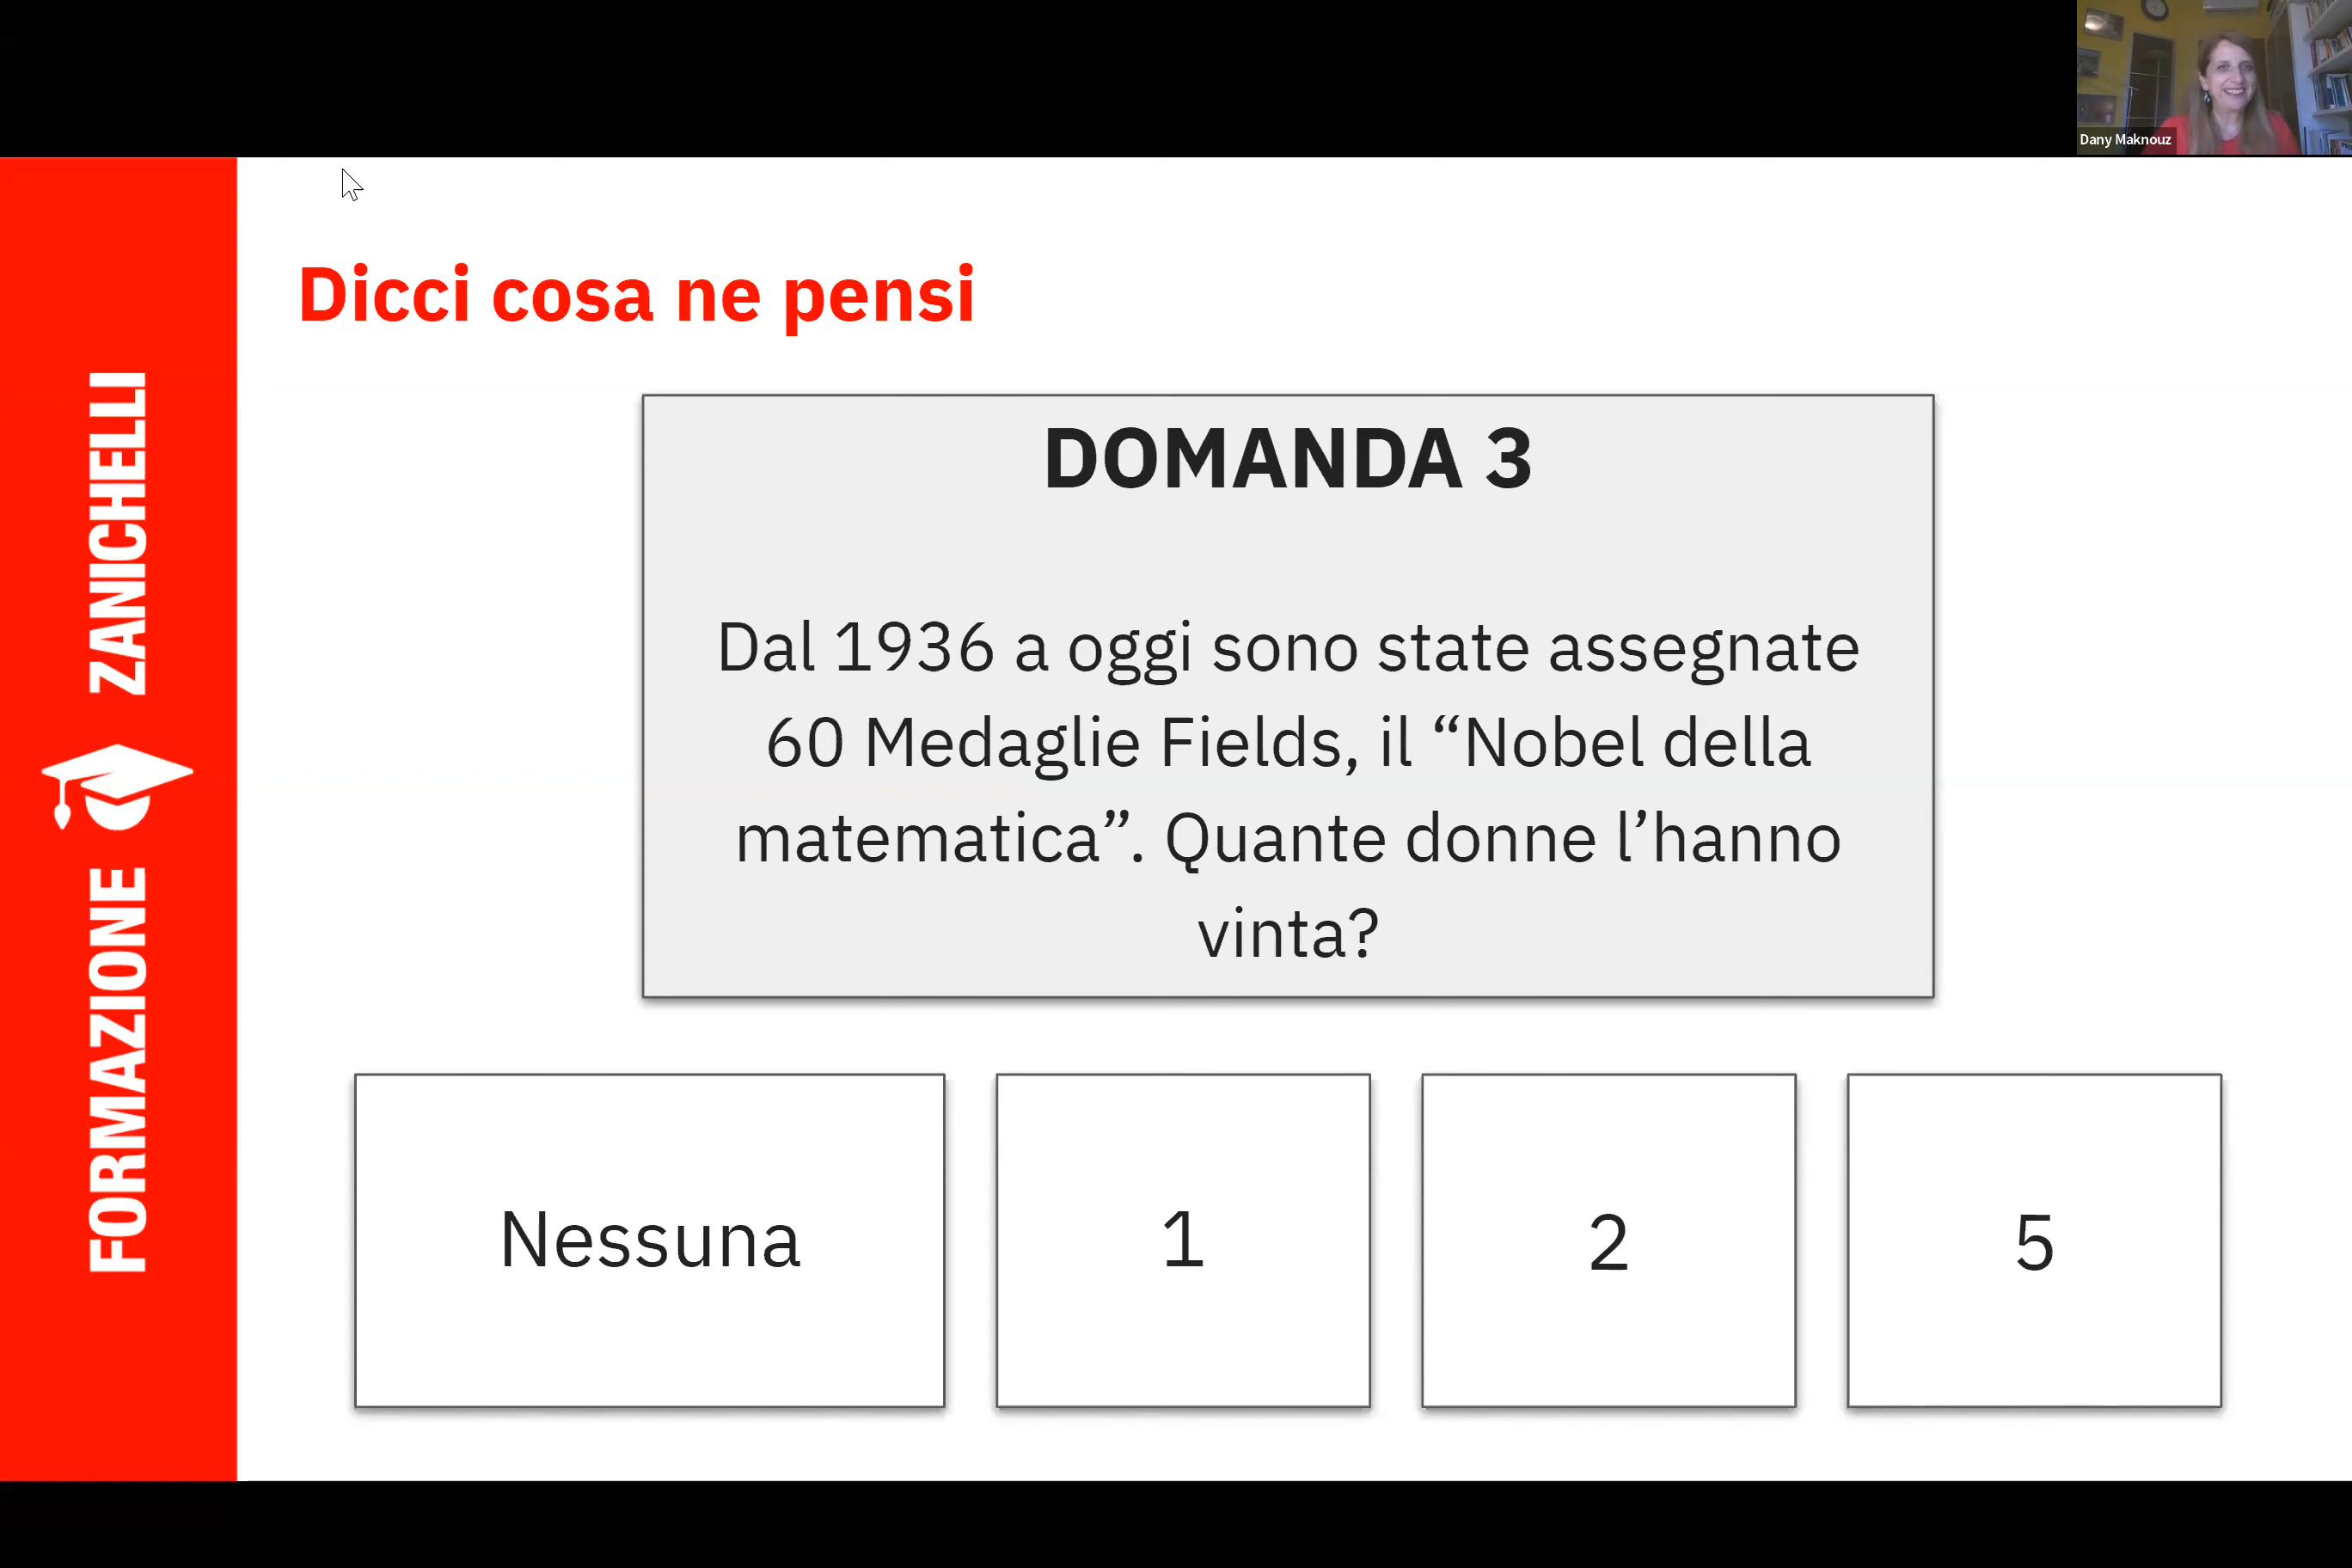 Dany Maknouz
FORMAZIONE ZANICHELLI
Dicci cosa ne pensi
DOMANDA 3
Dal 1936 a oggi sono state assegnate
60 Medaglie Fields, il “Nobel della
matematica”. Quante donne l’hanno
vinta?
Nessuna
1
2
5